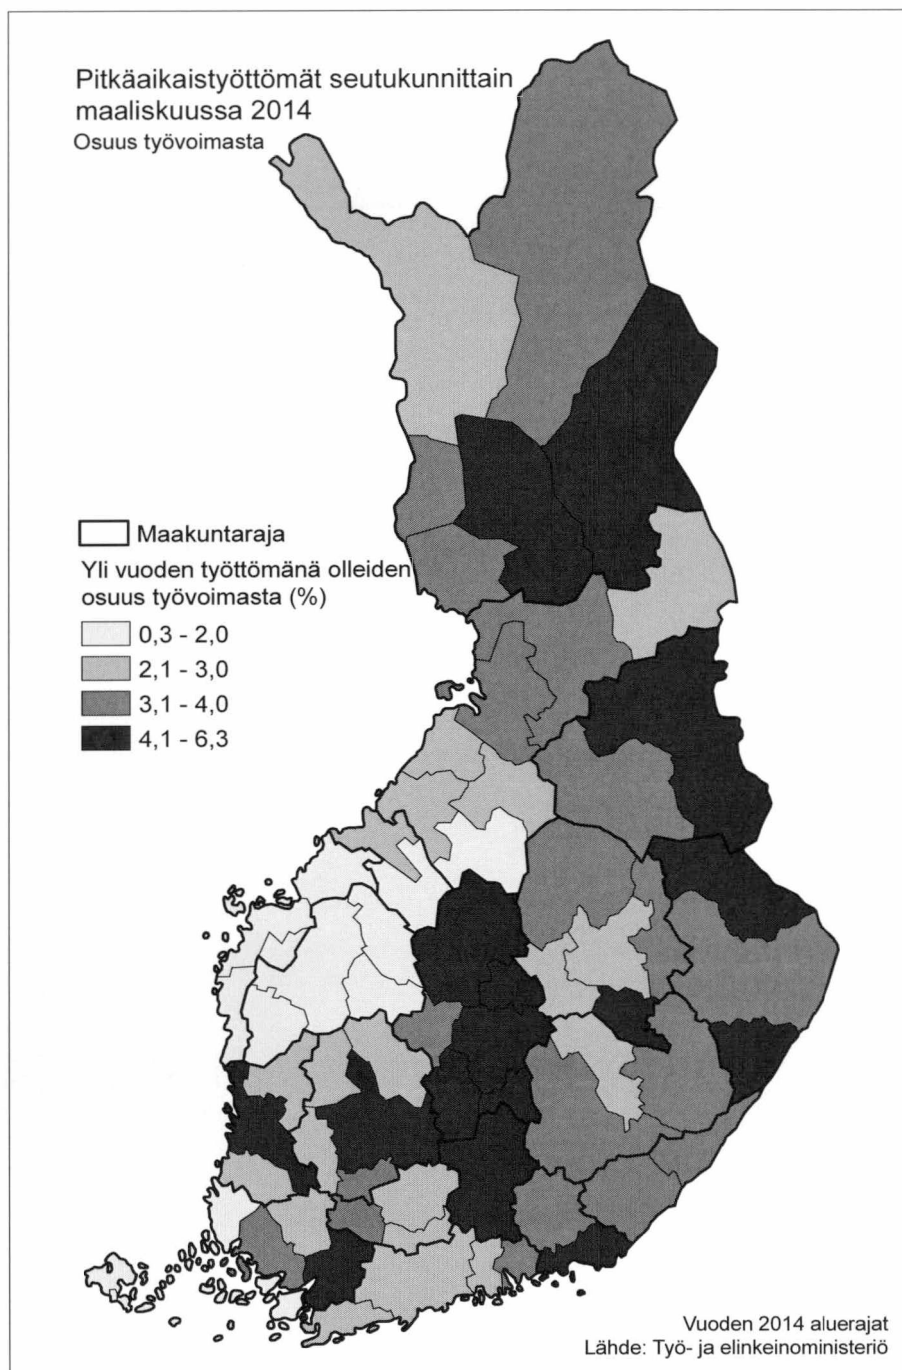 Pitkäaikaistyöttömät seutukunnittain
maaliskuussa 2014
Osuus työvoimasta
Maakuntaraja
Yli vuoden työttömänä olleiden
osuus työvoimasta (%)
0,3 - 2,0
2,1 - 3,0
3,1 - 4,0
4,1 - 6,3
Vuoden 2014 aluerajat
Lähde: Työ- ja elinkeinoministeriö